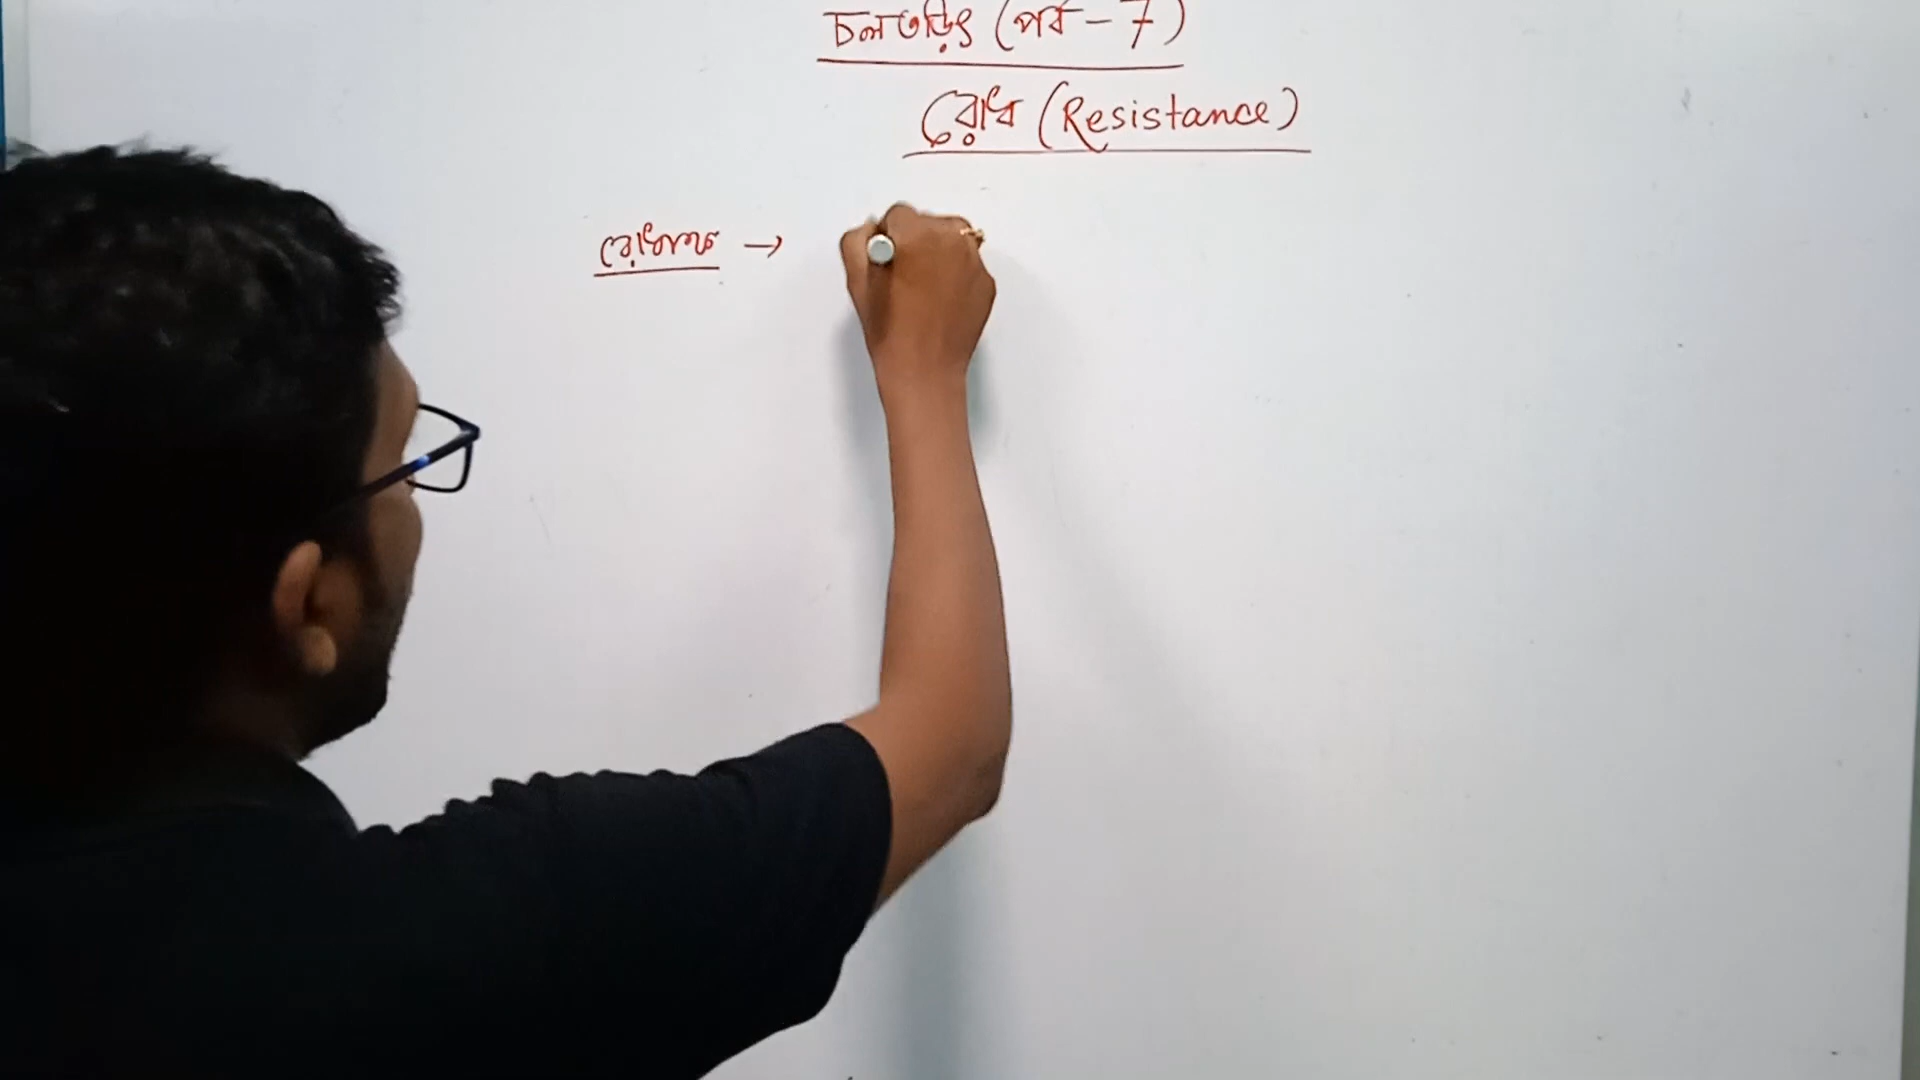 চলতড়িৎ (পর্ব - 7)
রোধ (Resistance)
রোধাঙ্ক →